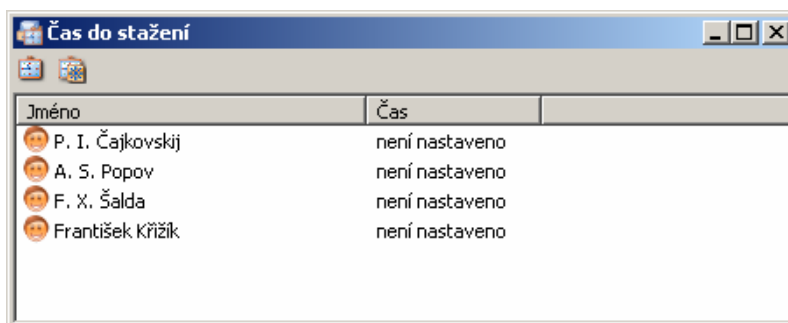 Čas do stažení
Jméno Čas
P. I. Čajkovskij není nastaveno
A. S. Popov není nastaveno
F. X. Šalda není nastaveno
František Křižík není nastaveno